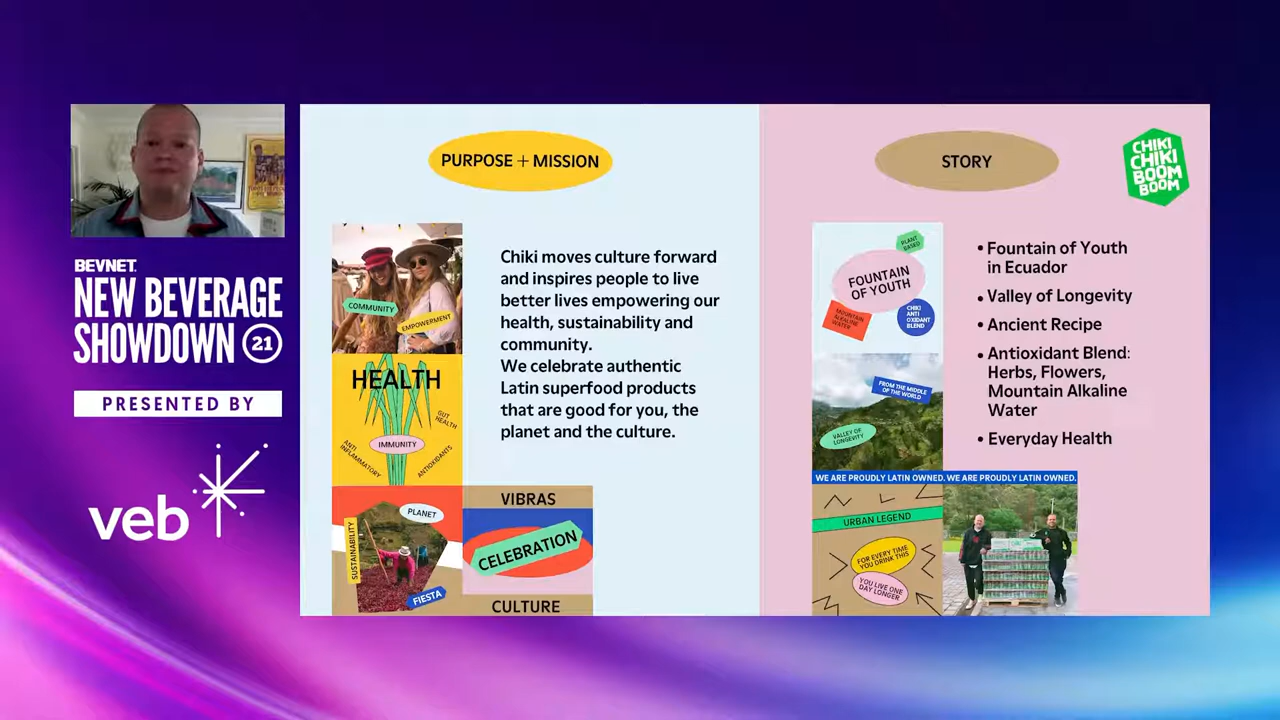 BEVNET.
NEW BEVERAGE
SHOWDOWN 21
PRESENTED BY
veb
PURPOSE + MISSION
COMMUNITY
EMPOWERMENT
HEALTH
GUT
HEALTH
IMMUNITY
ANTI
INFLAMMATORY
ANTIOXIDANTS
PLANET
SUSTAINABILITY
FIESTA
VIBRAS
CELEBRATION
CULTURE
Chiki moves culture forward
and inspires people to live
better lives empowering our
health, sustainability and
community.
We celebrate authentic
Latin superfood products
that are good for you, the
planet and the culture.
STORY
CHIKI
CHIKI
BOOM
BOOM
PLANT
BASED
FOUNTAIN
OF YOUTH
MOUNTAIN
ALKALINE
WATER
CHIKI
ANTI
OXIDANT
BLEND
FROM THE MIDDLE
OF THE WORLD
VALLEY OF
LONGEVITY
WE ARE PROUDLY LATIN OWNED. WE ARE PROUDLY LATIN OWNED.
URBAN LEGEND
FOR EVERY TIME
YOU DRINK THIS
YOU LIVE ONE
DAY LONGER
• Fountain of Youth
in Ecuador
• Valley of Longevity
• Ancient Recipe
• Antioxidant Blend:
Herbs, Flowers,
Mountain Alkaline
Water
• Everyday Health